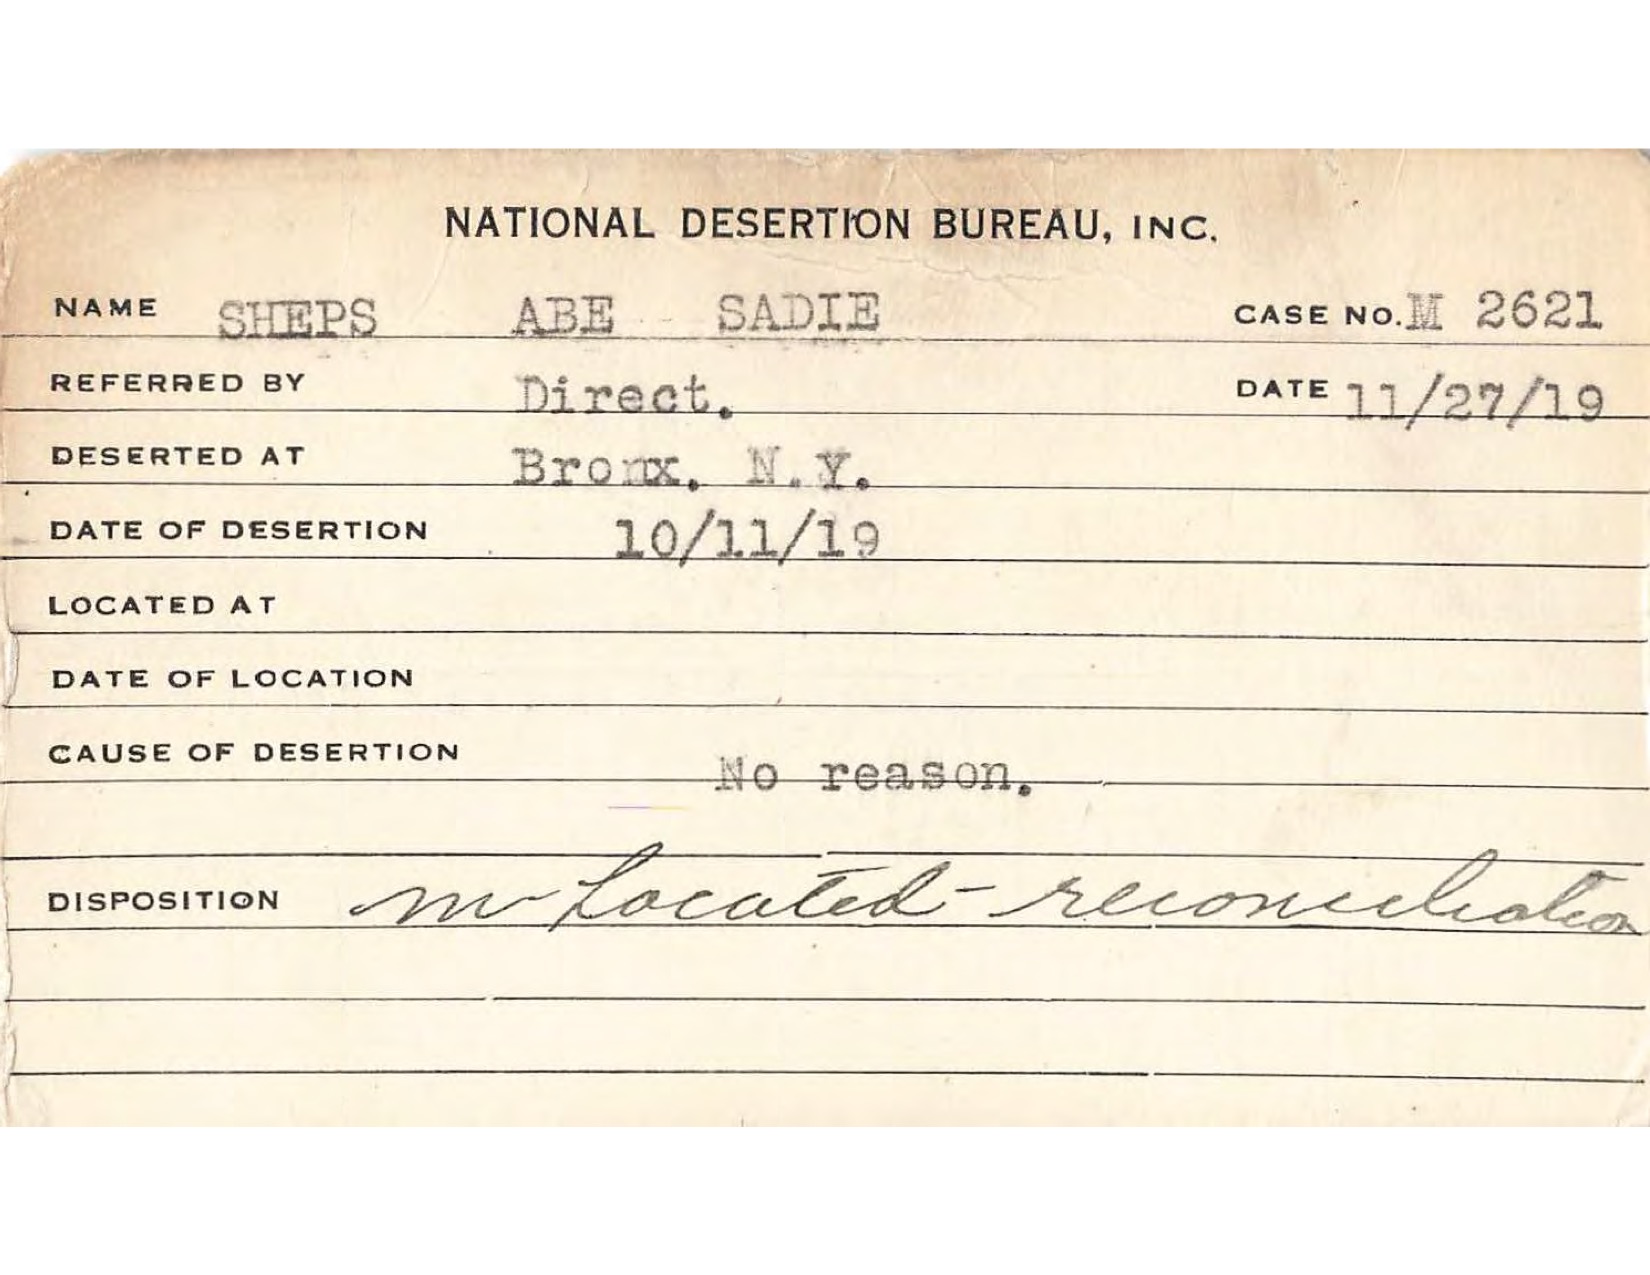 NATIONAL DESERTION BUREAU, INC.
NAME SHEPS ABE SADIE CASE NO. M 2621
REFERRED BY Direct. DATE 11/27/19
DESERTED AT Bronx. N.Y.
DATE OF DESERTION 10/11/19
LOCATED AT
DATE OF LOCATION
CAUSE OF DESERTION No reason.
DISPOSITION m Located - reconciliation